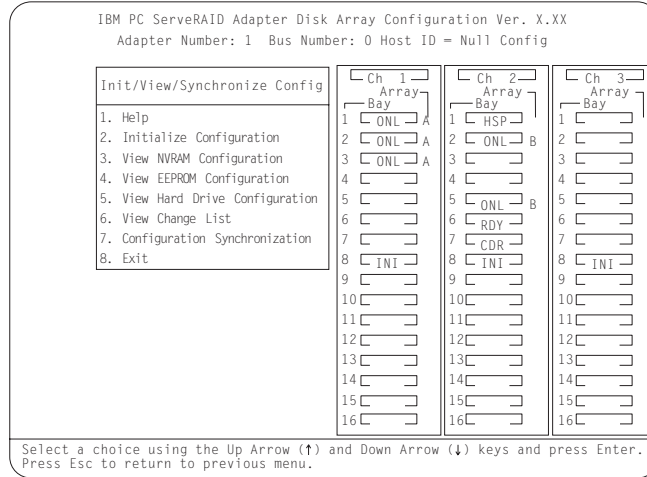 IBM PC ServeRAID Adapter Disk Array Configuration Ver. X.XX
Adapter Number: 1 Bus Number: 0 Host ID = Null Config
Init/View/Synchronize Config
1. Help
2. Initialize Configuration
3. View NVRAM Configuration
4. View EEPROM Configuration
5. View Hard Drive Configuration
6. View Change List
7. Configuration Synchronization
8. Exit
Ch 1
Array
Bay
1 ONL A
2 ONL A
3 ONL A
4
5
6
7
8 INI
9
10
11
12
13
14
15
16
Ch 2
Array
Bay
1 HSP
2 ONL B
3
4
5 ONL B
6 RDY
7 CDR
8 INI
9
10
11
12
13
14
15
16
Ch 3
Array
Bay
1
2
3
4
5
6
7
8 INI
9
10
11
12
13
14
15
16
Select a choice using the Up Arrow (↑) and Down Arrow (↓) keys and press Enter.
Press Esc to return to previous menu.